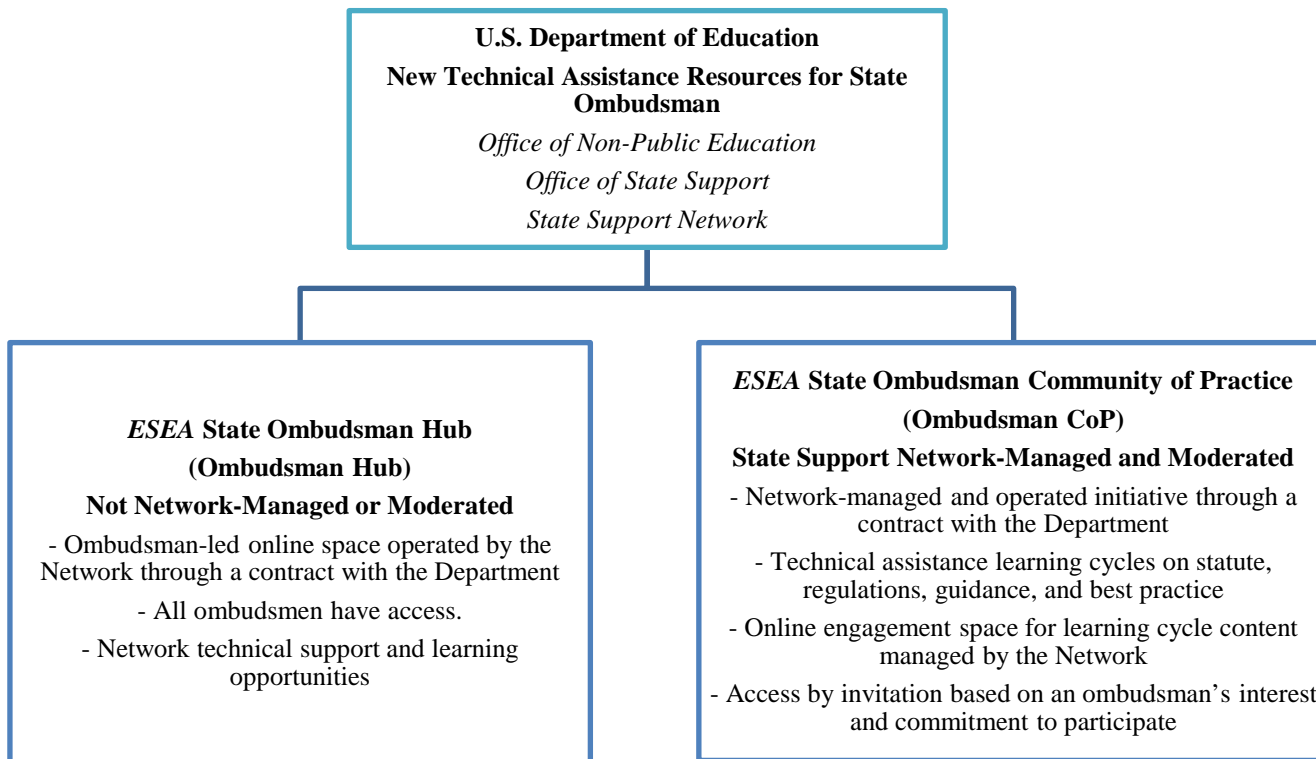 U.S. Department of Education
New Technical Assistance Resources for State
Ombudsman
Office of Non-Public Education
Office of State Support
State Support Network
ESEA State Ombudsman Hub
(Ombudsman Hub)
Not Network-Managed or Moderated
- Ombudsman-led online space operated by the
Network through a contract with the Department
- All ombudsmen have access.
- Network technical support and learning
opportunities
ESEA State Ombudsman Community of Practice
(Ombudsman CoP)
State Support Network-Managed and Moderated
- Network-managed and operated initiative through a
contract with the Department
- Technical assistance learning cycles on statute,
regulations, guidance, and best practice
- Online engagement space for learning cycle content
managed by the Network
- Access by invitation based on an ombudsman’s interest
and commitment to participate